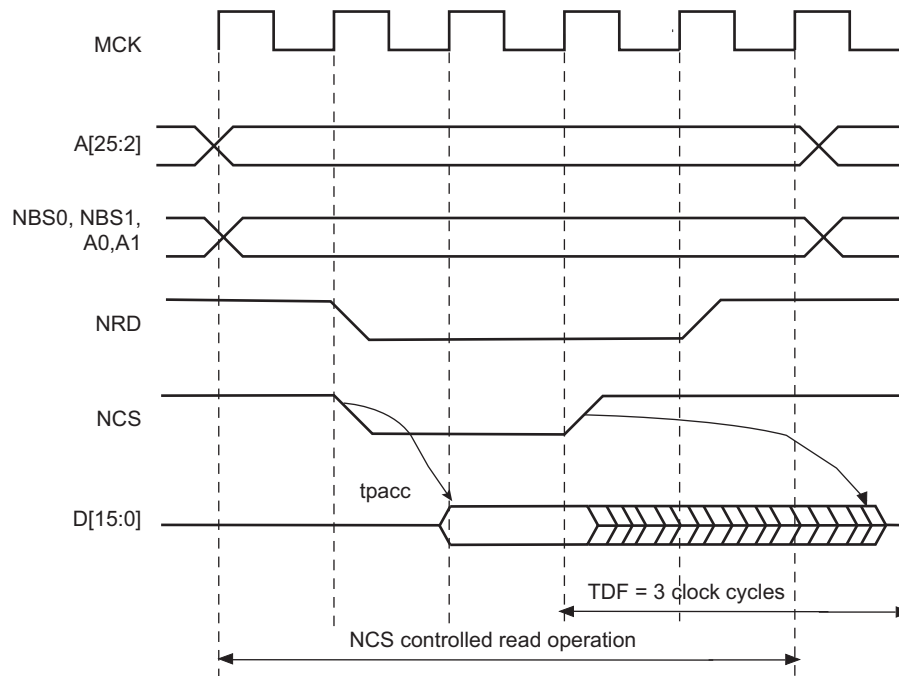 MCK
A[25:2]
NBS0, NBS1,
A0,A1
NRD
NCS
tpacc
D[15:0]
TDF = 3 clock cycles
NCS controlled read operation